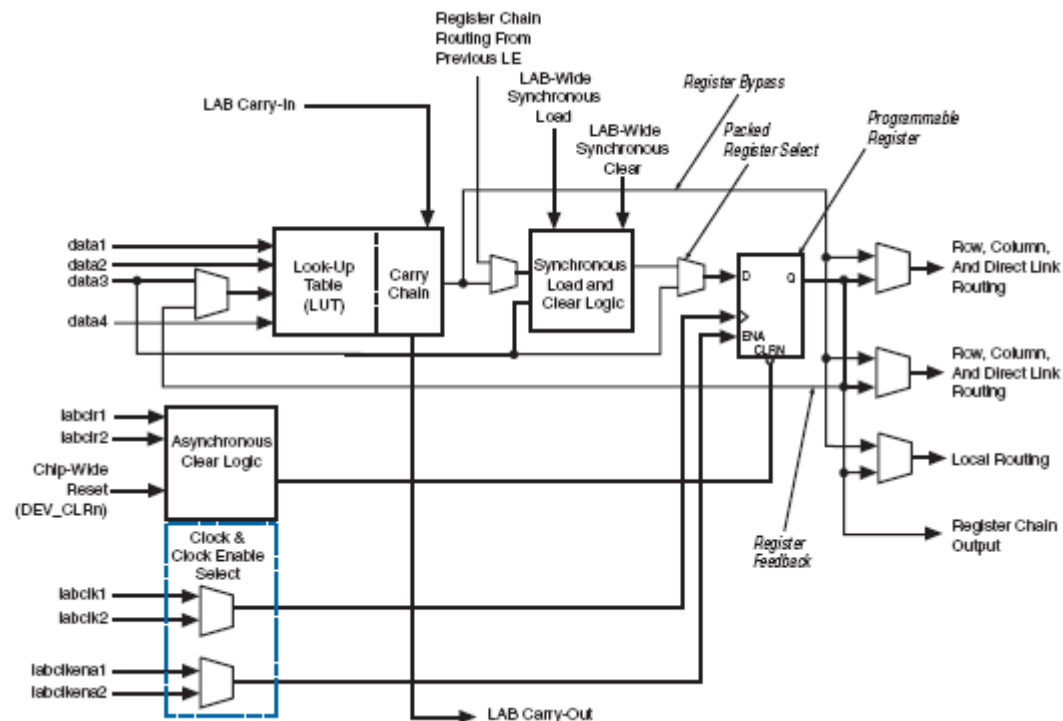 Register Chain
Routing From
Previous LE
LAB-Wide
Synchronous
Load
Register Bypass
LAB Carry-In
LAB-Wide
Synchronous
Clear
Packed
Register Select
Programmable
Register
data1
data2
data3
data4
Look-Up
Table
(LUT)
Carry
Chain
Synchronous
Load and
Clear Logic
D
Q
ENA
CLRN
Row, Column,
And Direct Link
Routing
Row, Column,
And Direct Link
Routing
Local Routing
Register Chain
Output
Register
Feedback
labclr1
labclr2
Chip-Wide
Reset
(DEV_CLRn)
Asynchronous
Clear Logic
Clock &
Clock Enable
Select
labclk1
labclk2
labclkena1
labclkena2
LAB Carry-Out